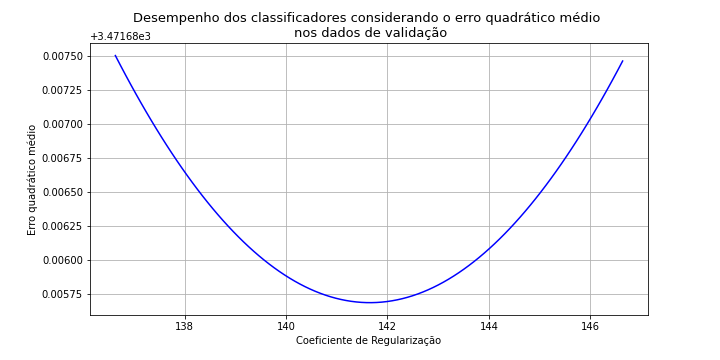 Desempenho dos classificadores considerando o erro quadrático médio
nos dados de validação
+3.47168e3
0.00750
0.00725
0.00700
0.00675
0.00650
0.00625
0.00600
0.00575
Erro quadrático médio
138 140 142 144 146
Coeficiente de Regularização